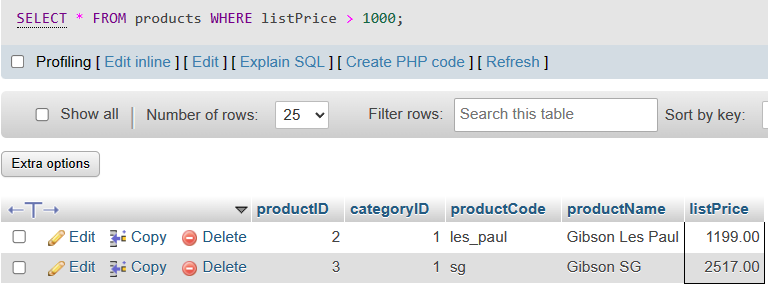 SELECT * FROM products WHERE listPrice > 1000;
Profiling [ Edit inline ] [ Edit ] [ Explain SQL ] [ Create PHP code ] [ Refresh ]
Show all Number of rows: 25 Filter rows: Search this table Sort by key:
Extra options
←T→ productID categoryID productCode productName listPrice
Edit Copy Delete 2 1 les_paul Gibson Les Paul 1199.00
Edit Copy Delete 3 1 sg Gibson SG 2517.00